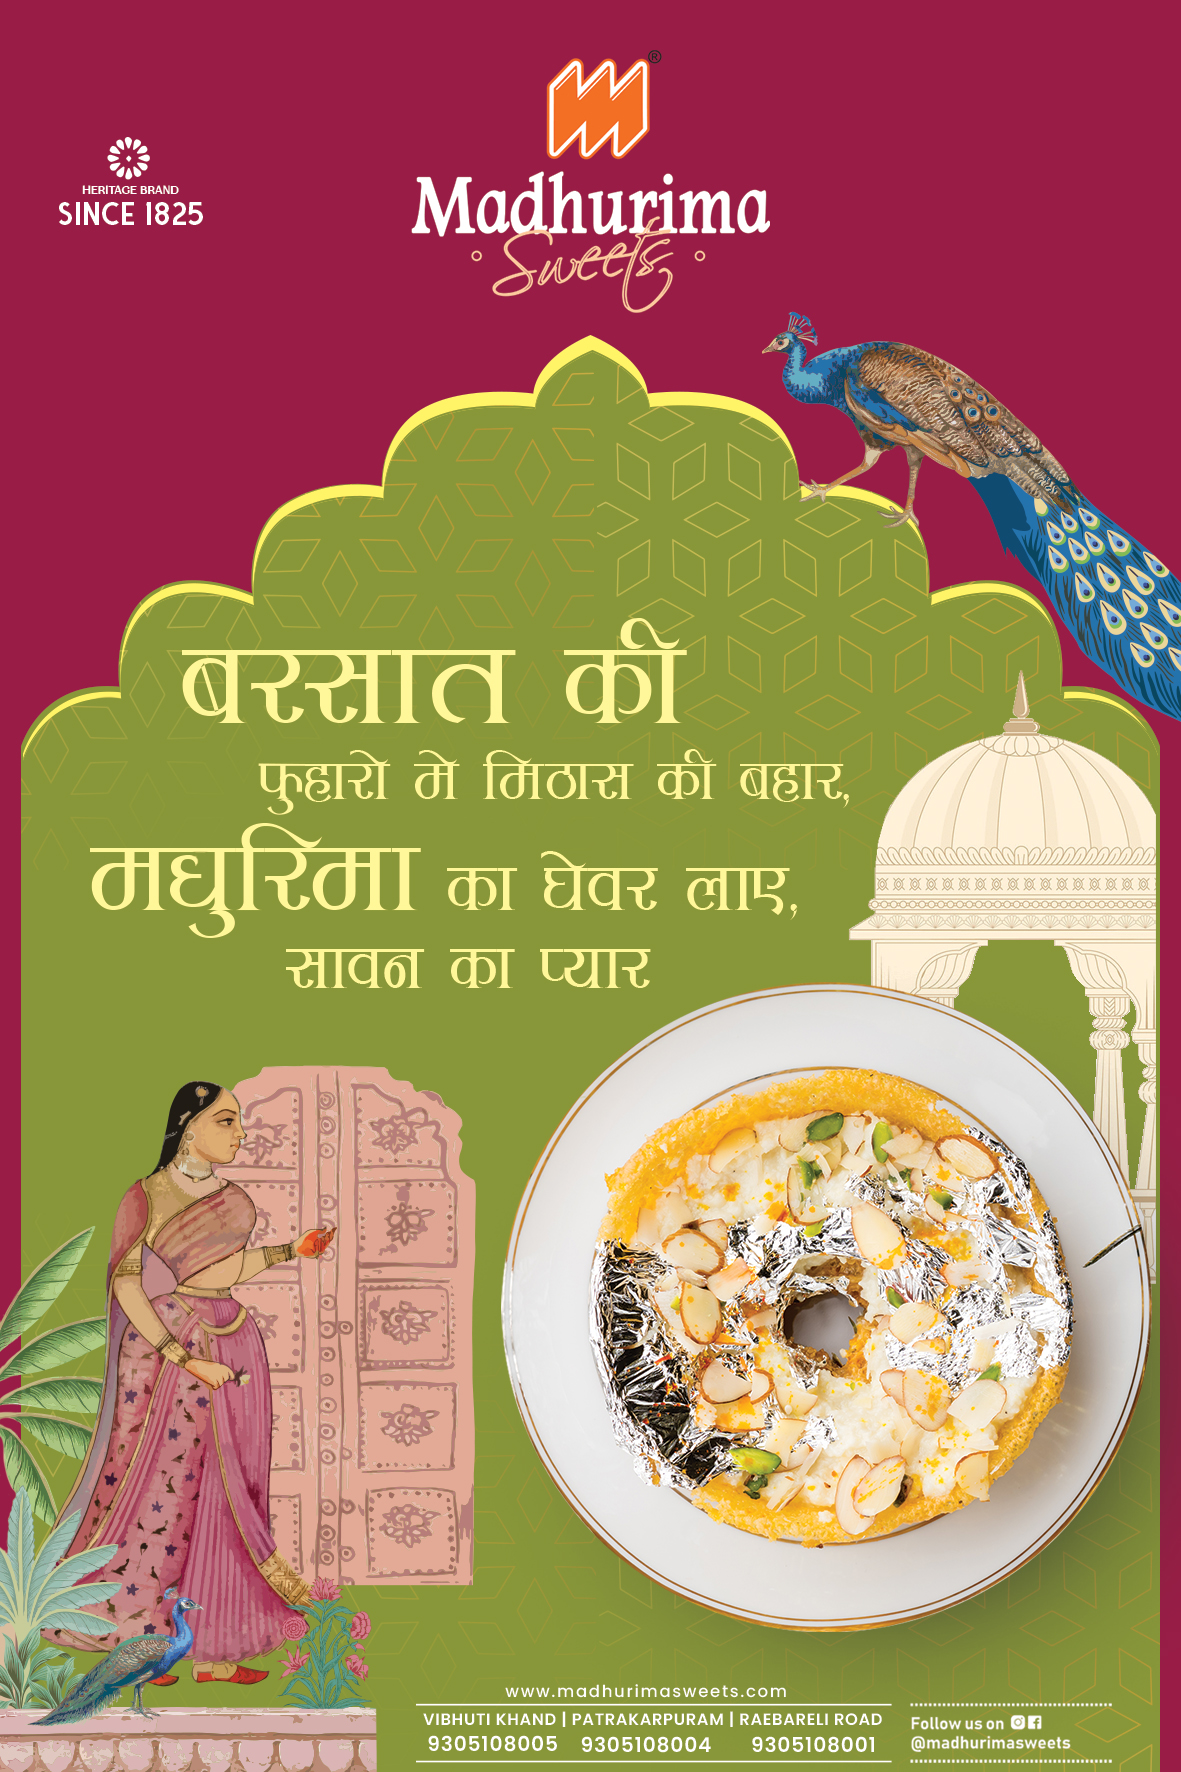 ®
HERITAGE BRAND
SINCE 1825
Madhurima
Sweets
बरसात की
फुहारो मे मिठास की बहार,
मधुरिमा का घेवर लाए,
सावन का प्यार
www.madhurimasweets.com
VIBHUTI KHAND | PATRAKARPURAM | RAEBARELI ROAD
9305108005 9305108004 9305108001
Follow us on
@madhurimasweets